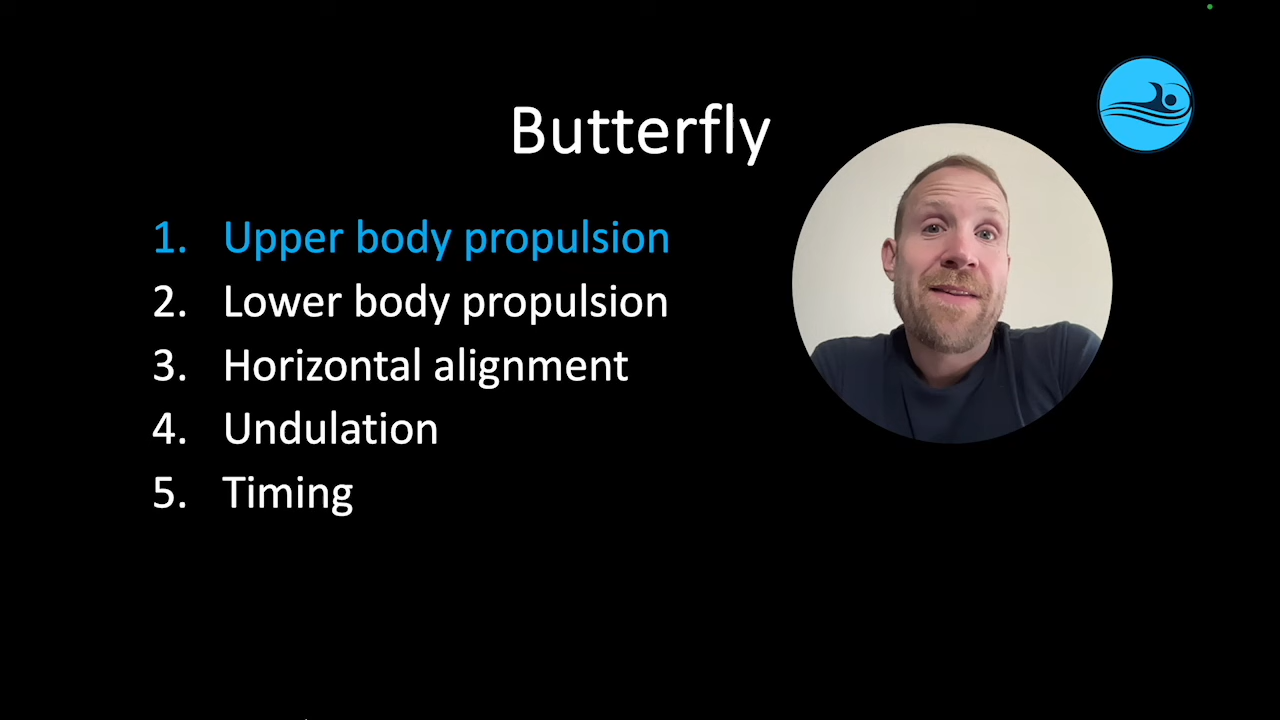 Butterfly
1. Upper body propulsion
2. Lower body propulsion
3. Horizontal alignment
4. Undulation
5. Timing